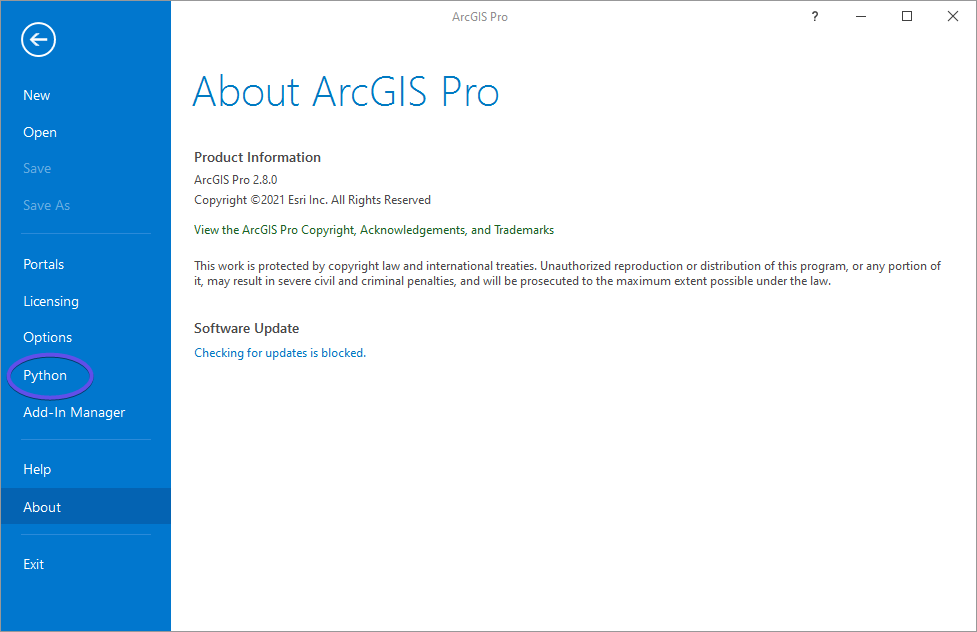 ArcGIS Pro
?
New
Open
Save
Save As
Portals
Licensing
Options
Python
Add-In Manager
Help
About
Exit
About ArcGIS Pro
Product Information
ArcGIS Pro 2.8.0
Copyright ©2021 Esri Inc. All Rights Reserved
View the ArcGIS Pro Copyright, Acknowledgements, and Trademarks
This work is protected by copyright law and international treaties. Unauthorized reproduction or distribution of this program, or any portion of
it, may result in severe civil and criminal penalties, and will be prosecuted to the maximum extent possible under the law.
Software Update
Checking for updates is blocked.